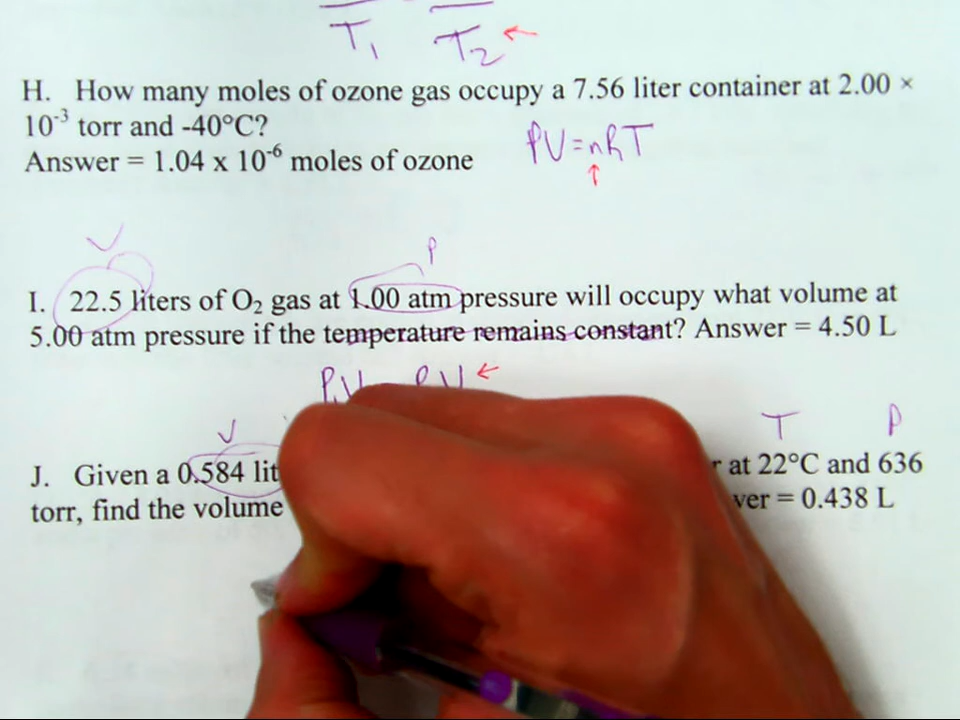 T₁ T₂ ←
H. How many moles of ozone gas occupy a 7.56 liter container at 2.00 ×
10⁻³ torr and -40°C?
PV=nRT
Answer = 1.04 x 10⁻⁶ moles of ozone
↑
V
P
I. 22.5 liters of O₂ gas at 1.00 atm pressure will occupy what volume at
5.00 atm pressure if the temperature remains constant? Answer = 4.50 L
P₁V PV ←
V T P
J. Given a 0.584 lit at 22°C and 636
torr, find the volume = 0.438 L